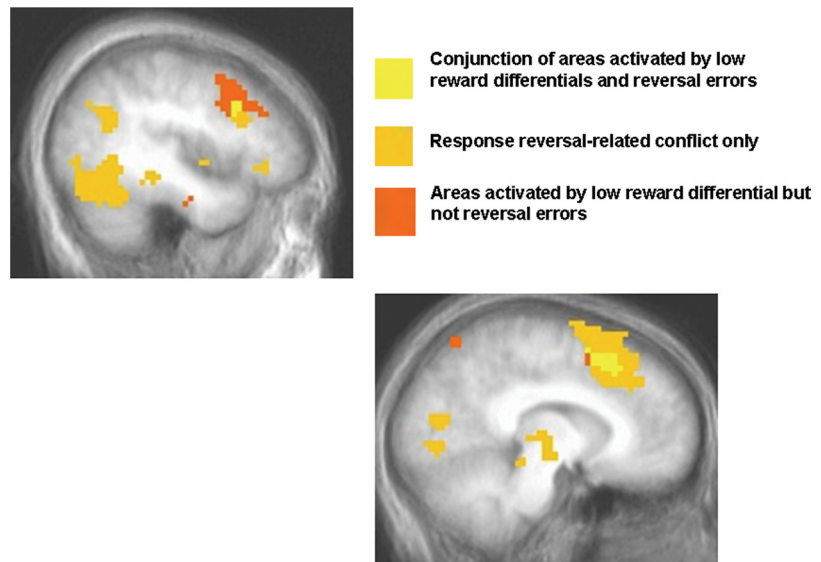 Conjunction of areas activated by low
reward differentials and reversal errors
Response reversal-related conflict only
Areas activated by low reward differential but
not reversal errors